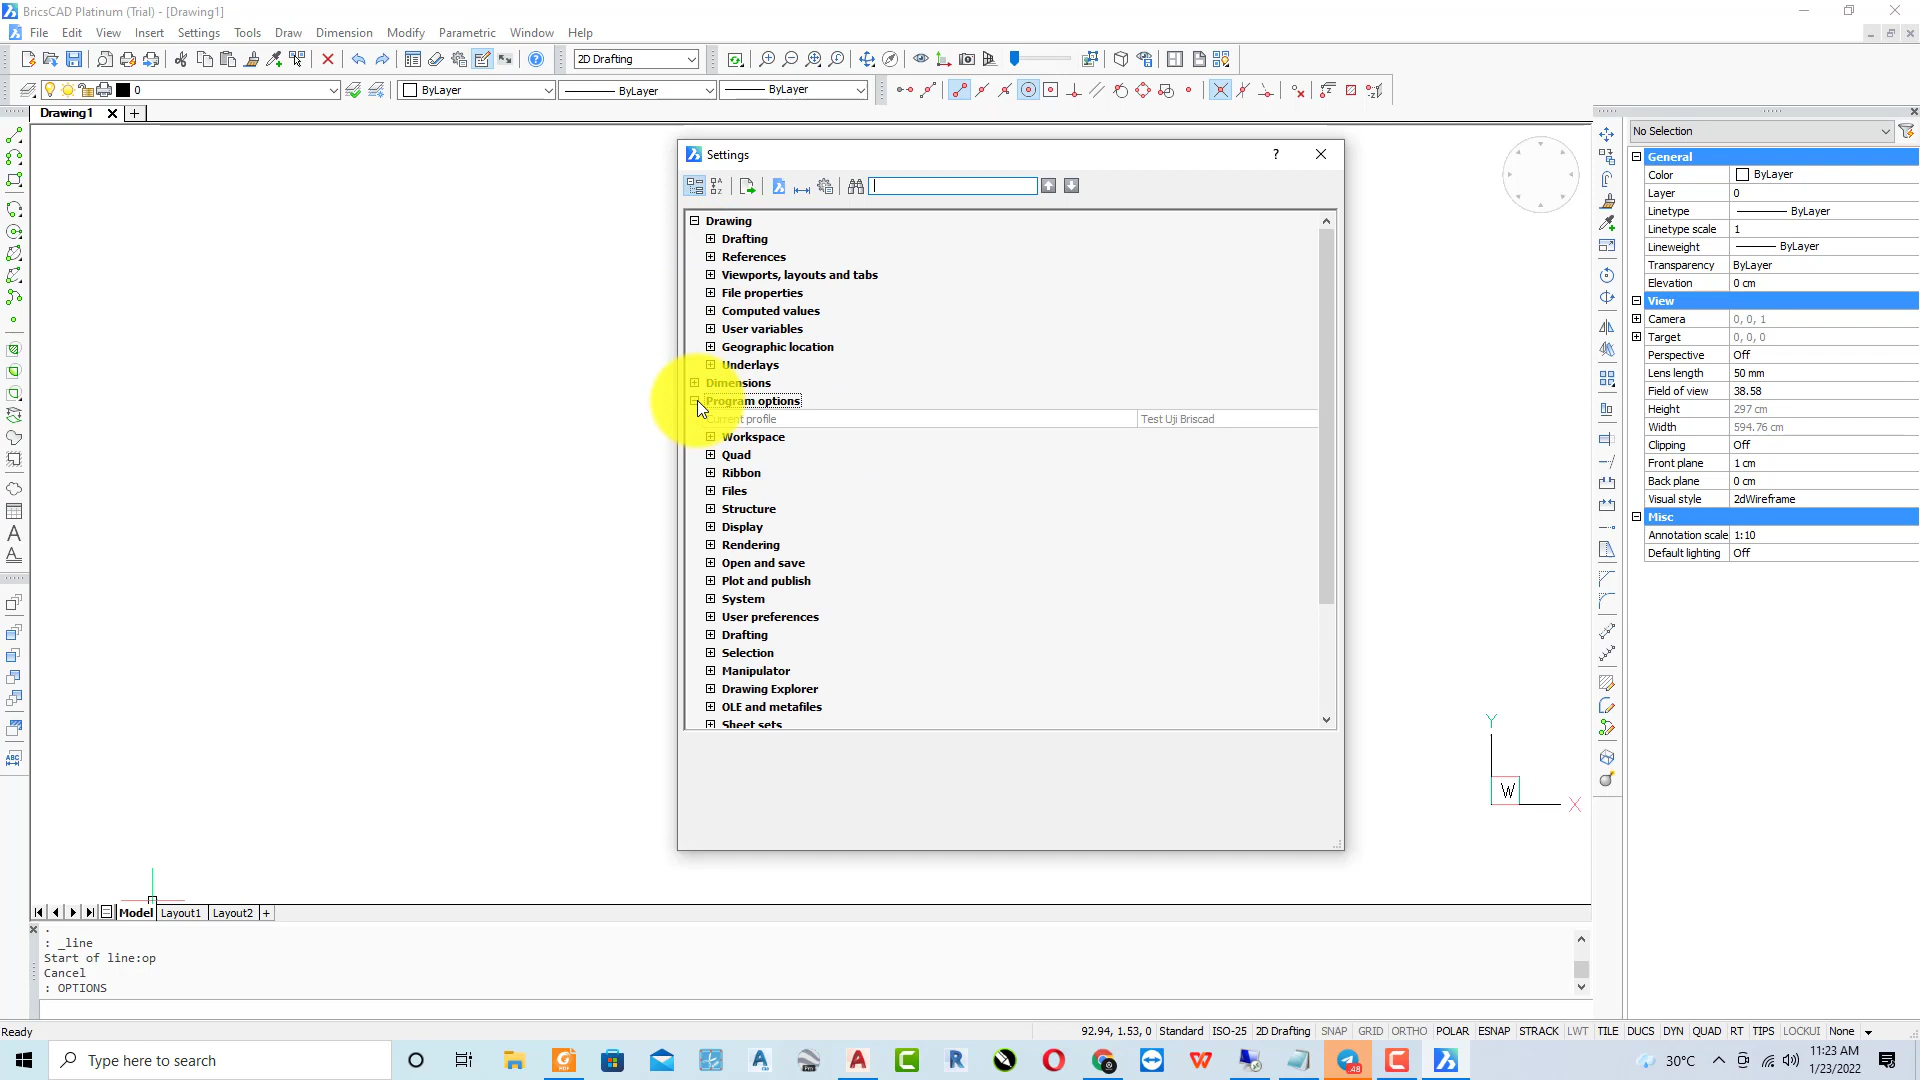 BricsCAD Platinum (Trial) - [Drawing1]
File Edit View Insert Settings Tools Draw Dimension Modify Parametric Window Help
2D Drafting
0 ByLayer ByLayer ByLayer
Drawing1
Settings
Drawing
Drafting
References
Viewports, layouts and tabs
File properties
Computed values
User variables
Geographic location
Underlays
Dimensions
Program options
Current profile Test Uji Briscad
Workspace
Quad
Ribbon
Files
Structure
Display
Rendering
Open and save
Plot and publish
System
User preferences
Drafting
Selection
Manipulator
Drawing Explorer
OLE and metafiles
Sheet sets
No Selection
General
Color ByLayer
Layer 0
Linetype ByLayer
Linetype scale 1
Lineweight ByLayer
Transparency ByLayer
Elevation 0 cm
View
Camera 0, 0, 1
Target 0, 0, 0
Perspective Off
Lens length 50 mm
Field of view 38.58
Height 297 cm
Width 594.76 cm
Clipping Off
Front plane 1 cm
Back plane 0 cm
Visual style 2dWireframe
Misc
Annotation scale 1:10
Default lighting Off
Y
W
X
Model Layout1 Layout2 +
:
: _line
Start of line:op
Cancel
: OPTIONS
Ready
92.94, 1.53, 0 Standard ISO-25 2D Drafting SNAP GRID ORTHO POLAR ESNAP STRACK LWT TILE DUCS DYN QUAD RT TIPS LOCKUI None
Type here to search
30°C
11:23 AM
1/23/2022